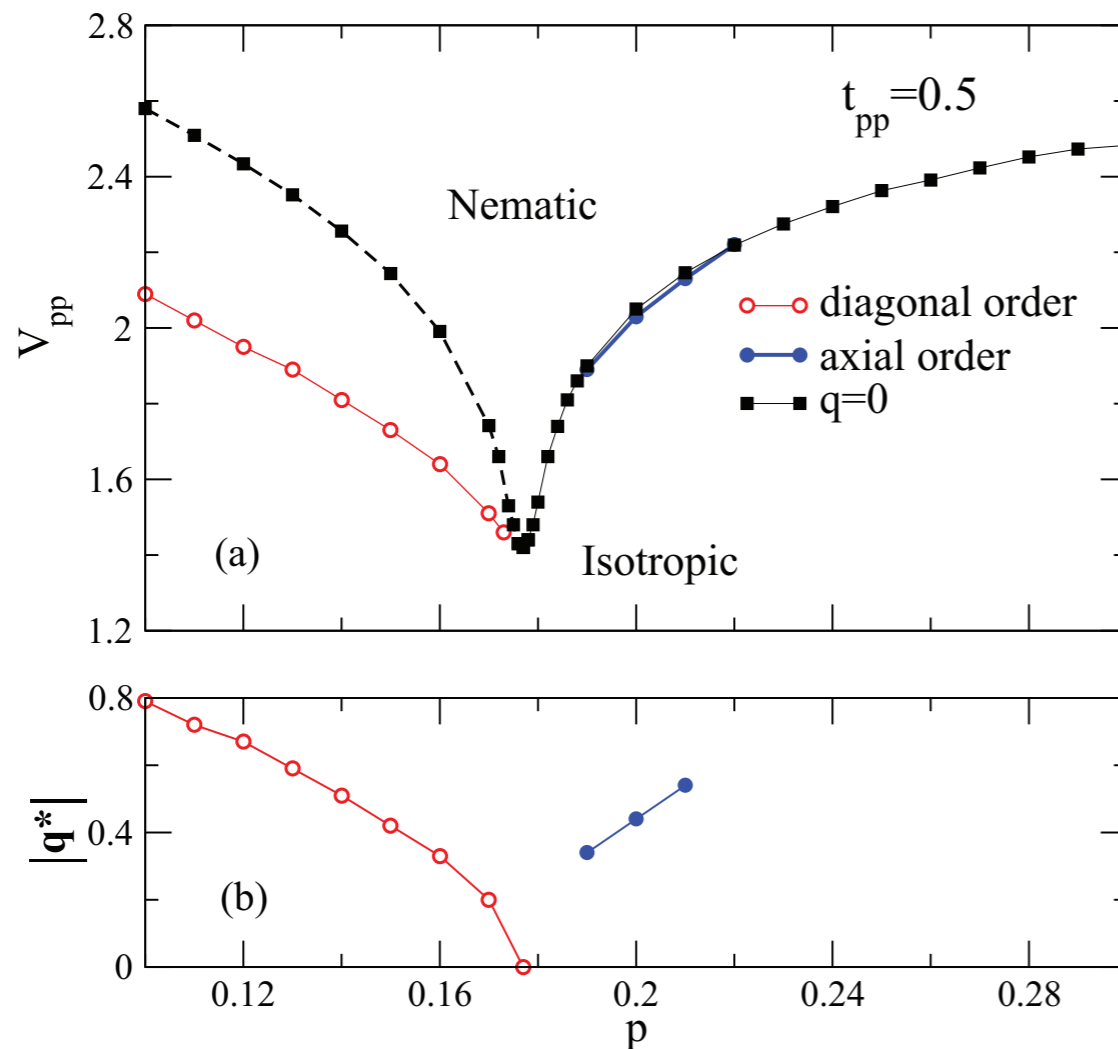 2.8
t_pp=0.5
2.4
Nematic
diagonal order
V_pp
2
axial order
q=0
1.6
(a)
Isotropic
1.2
0.8
|q*|
0.4
(b)
0
0.12
0.16
0.2
0.24
0.28
p